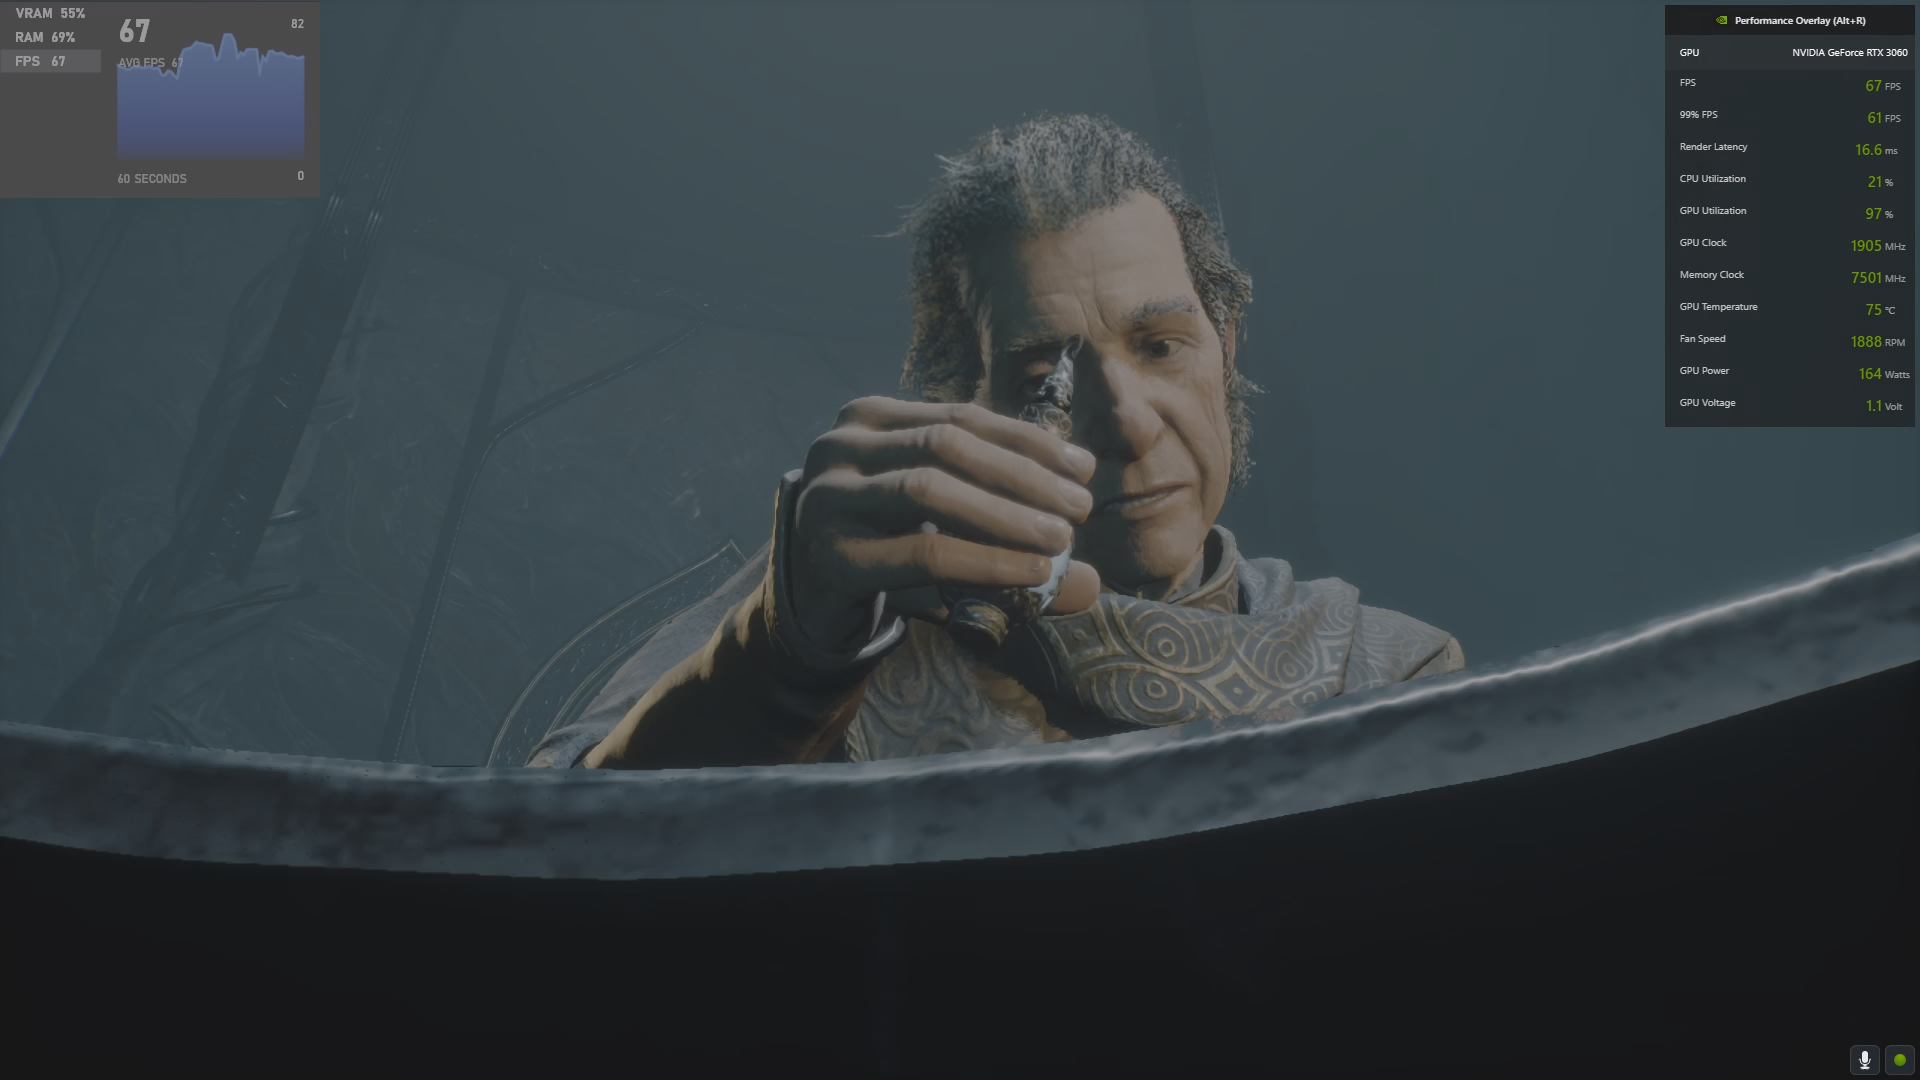 VRAM 55%
RAM 69%
FPS 67
67
82
AVG FPS 67
60 SECONDS
0
Performance Overlay (Alt+R)
GPU NVIDIA GeForce RTX 3060
FPS 67 FPS
99% FPS 61 FPS
Render Latency 16.6 ms
CPU Utilization 21 %
GPU Utilization 97 %
GPU Clock 1905 MHz
Memory Clock 7501 MHz
GPU Temperature 75 °C
Fan Speed 1888 RPM
GPU Power 164 Watts
GPU Voltage 1.1 Volt